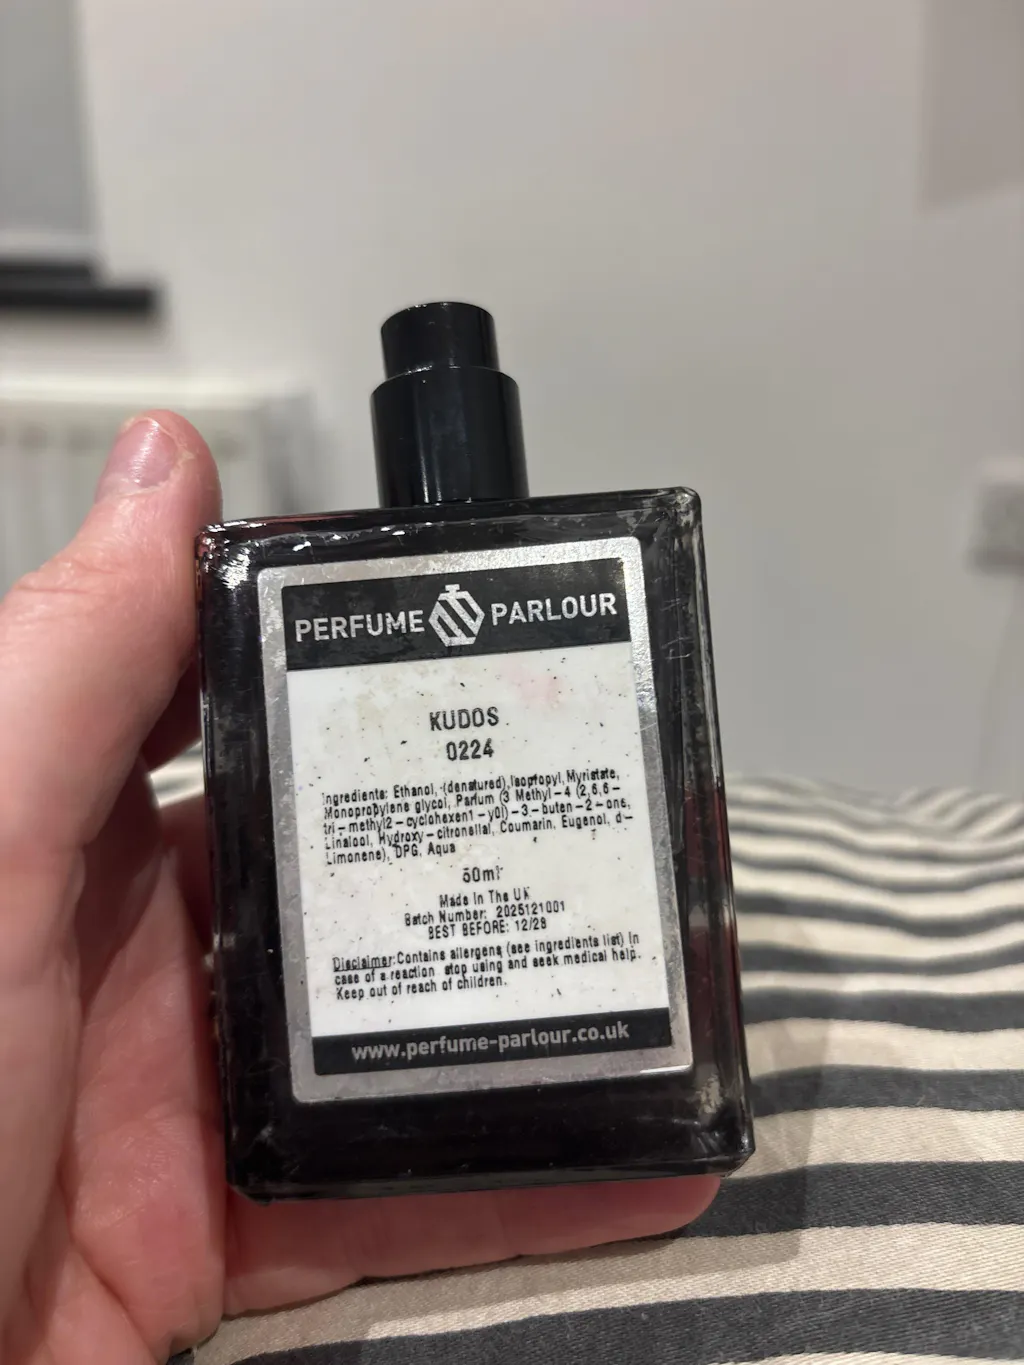 PERFUME PARLOUR
KUDOS
0224
Ingredients: Ethanol, (denatured), Isopropyl, Myristate,
Monopropylene glycol, Parfum (3 Methyl-4 (2,6,6-
tri-methyl2-cyclohexen1-y0l)-3-buten-2-one,
Linalool, Hydroxy-citronellal, Coumarin, Eugenol, d-
Limonene), DPG, Aqua
50ml
Made In The UK
Batch Number: 2025121001
BEST BEFORE: 12/28
Disclaimer:Contains allergens (see ingredients list) In
case of a reaction stop using and seek medical help.
Keep out of reach of children.
www.perfume-parlour.co.uk